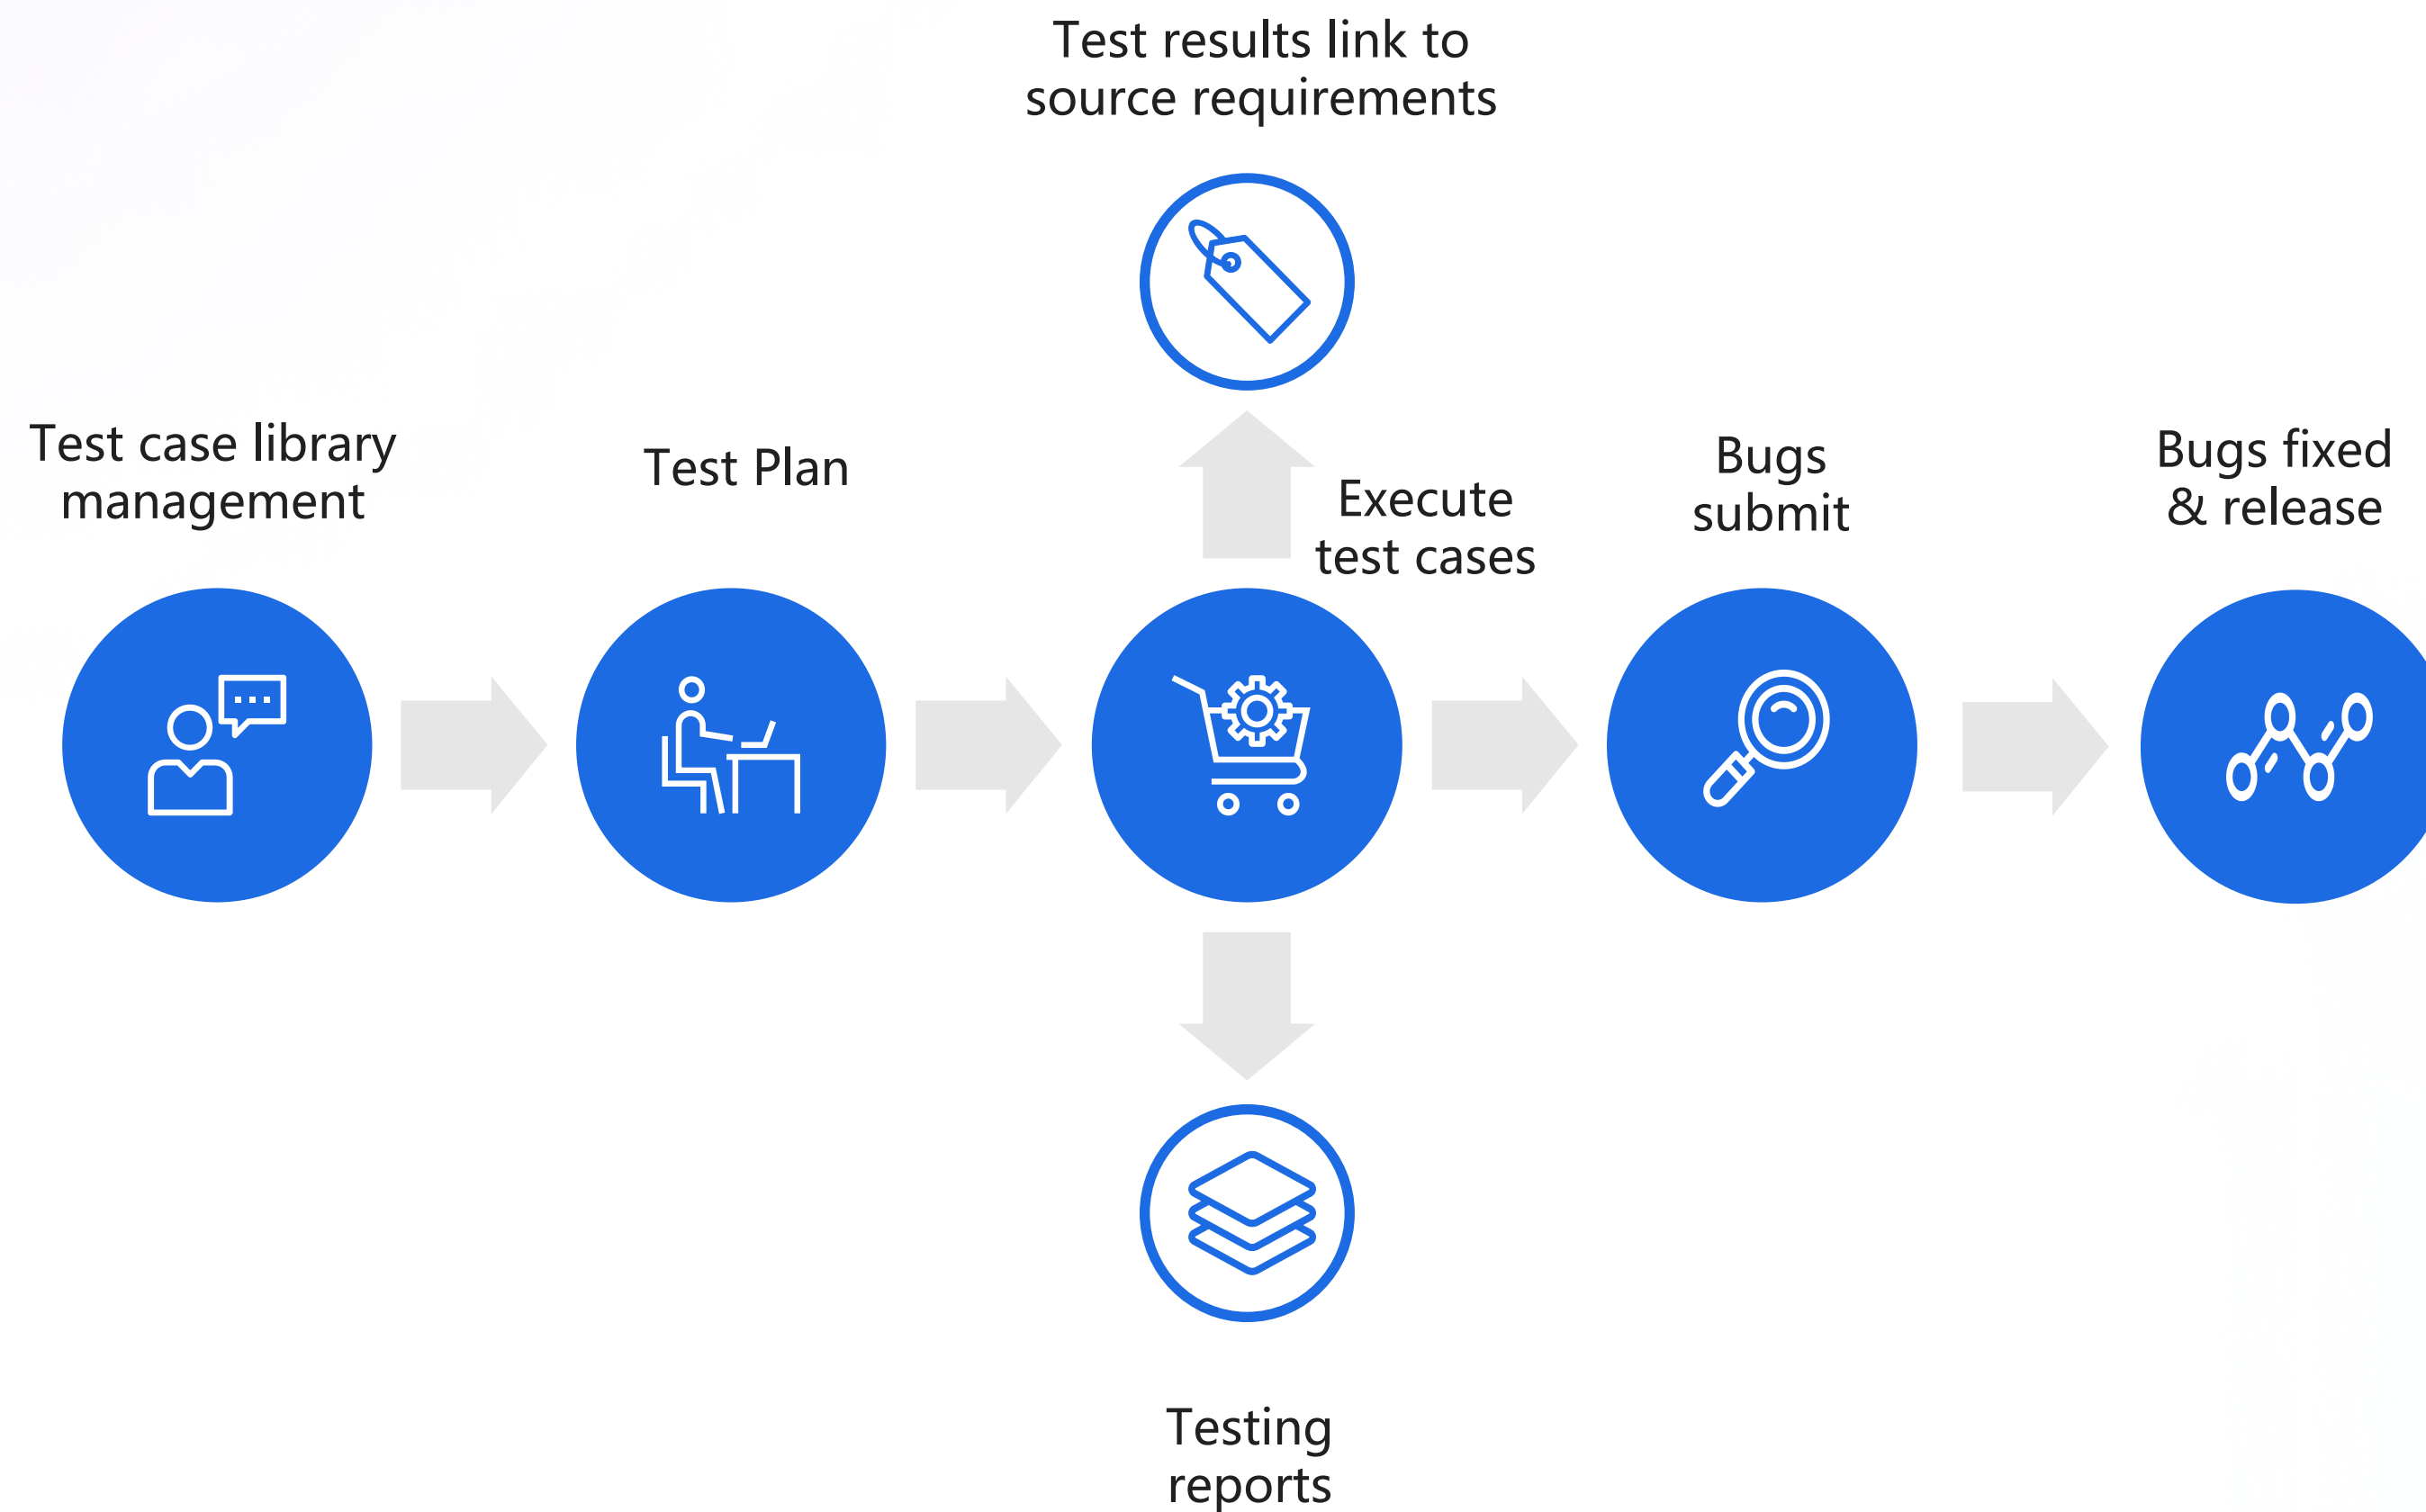 Test results link to
source requirements
Test case library
management
Test Plan
Execute
test cases
Bugs
submit
Bugs fixed
& release
Testing
reports